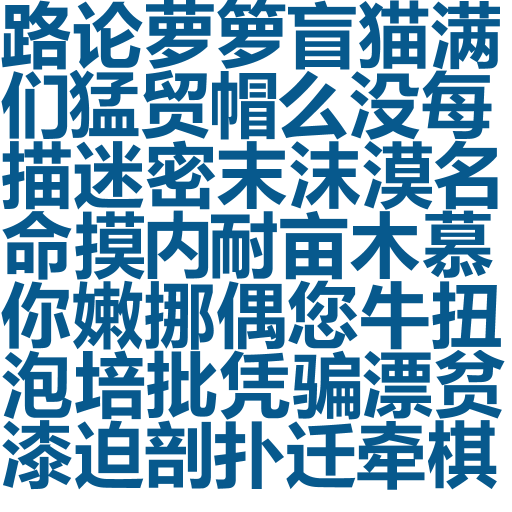 路论萝箩盲猫满
们猛贸帽么没每
描迷密末沫漠名
命摸内耐亩木慕
你嫩挪偶您牛扭
泡培批凭骗漂贫
漆迫剖扑迁牵棋